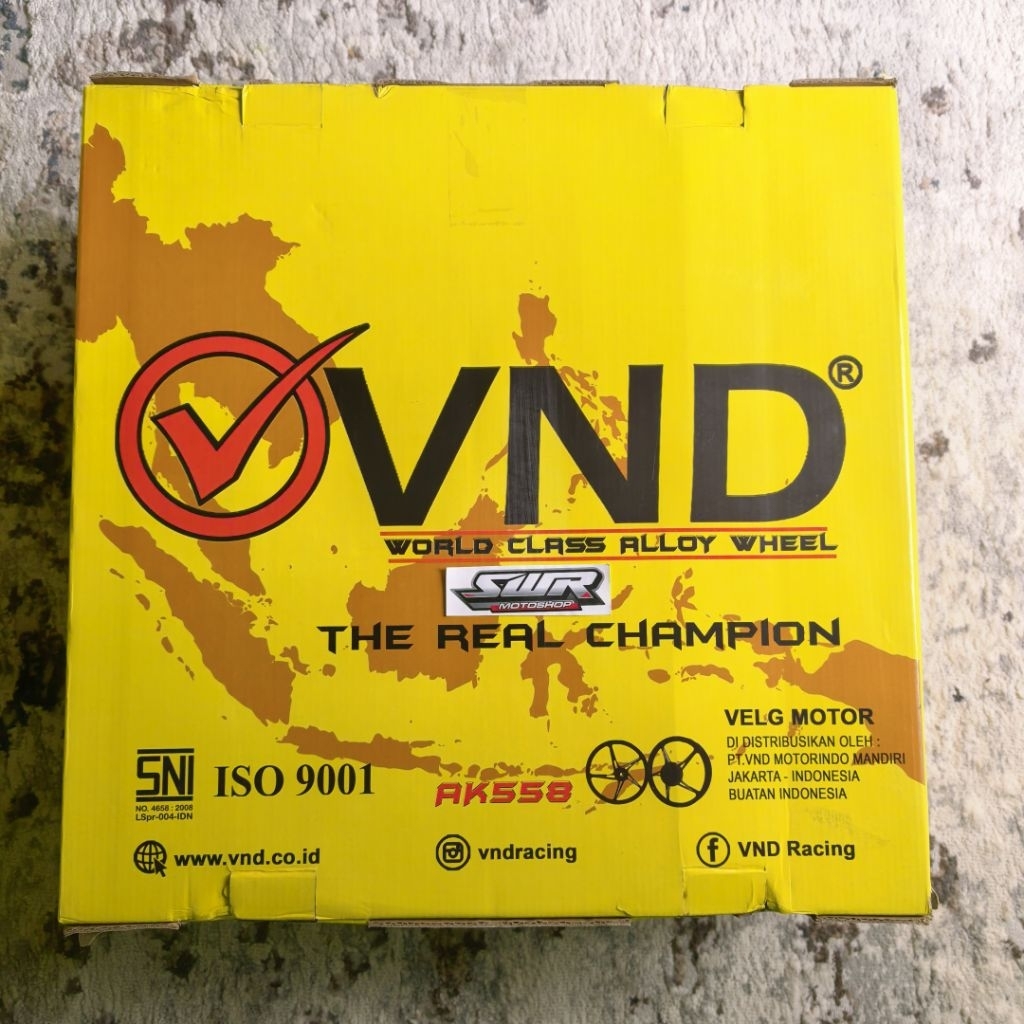 VND®
WORLD CLASS ALLOY WHEEL
SWR
MOTOSHOP
THE REAL CHAMPION
VELG MOTOR
DI DISTRIBUSIKAN OLEH :
PT.VND MOTORINDO MANDIRI
JAKARTA - INDONESIA
BUATAN INDONESIA
SNI
NO. 4658 : 2008
LSpr-004-IDN
ISO 9001
AK558
www.vnd.co.id
vndracing
VND Racing